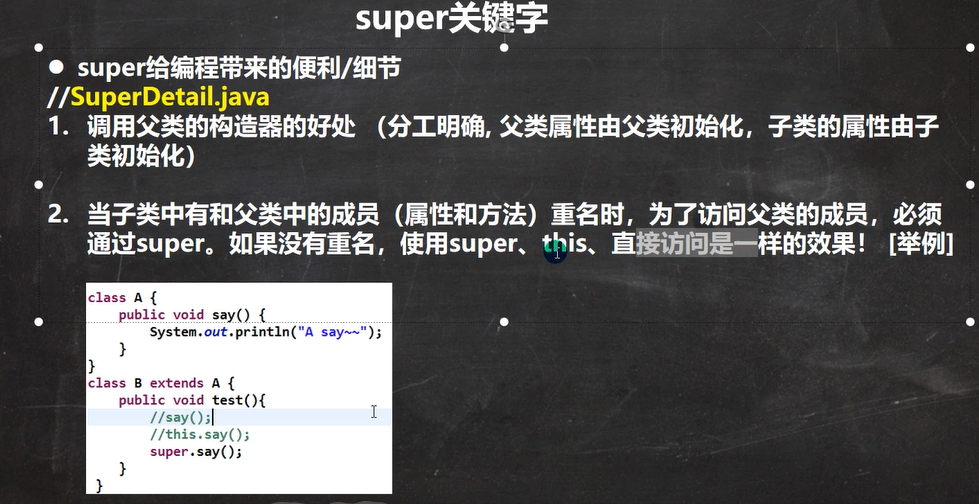 super关键字
● super给编程带来的便利/细节
//SuperDetail.java
1. 调用父类的构造器的好处 （分工明确, 父类属性由父类初始化，子类的属性由子
类初始化）
2. 当子类中有和父类中的成员（属性和方法）重名时，为了访问父类的成员，必须
通过super。如果没有重名，使用super、this、直接访问是一样的效果！ [举例]
class A {
    public void say() {
        System.out.println("A say~~");
    }
}
class B extends A {
    public void test(){
        //say();
        //this.say();
        super.say();
    }
}